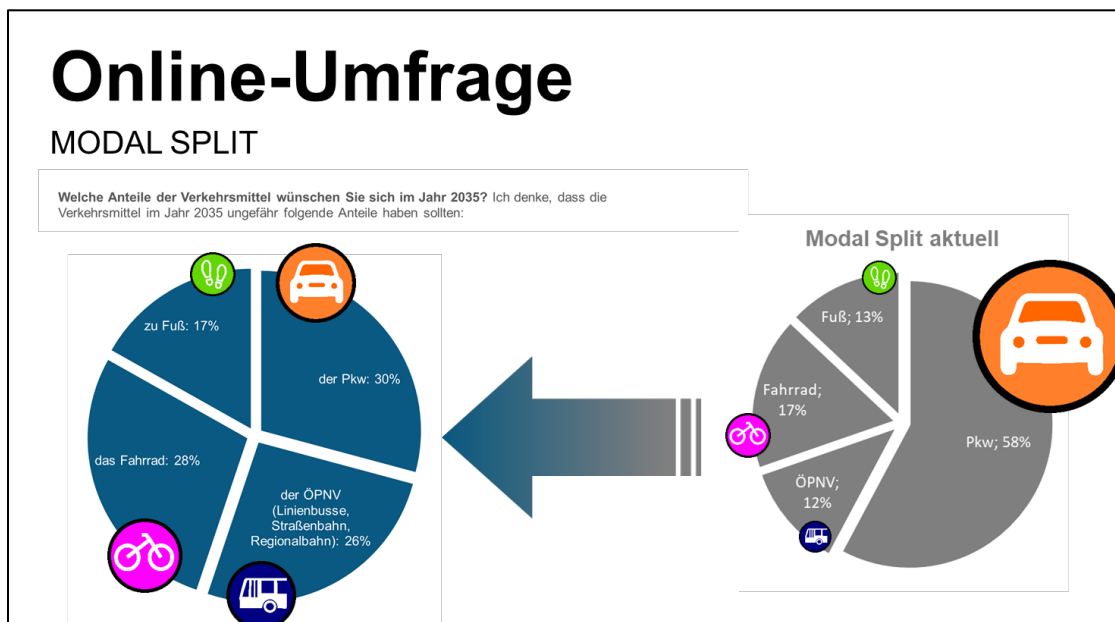 Online-Umfrage
MODAL SPLIT
Welche Anteile der Verkehrsmittel wünschen Sie sich im Jahr 2035? Ich denke, dass die
Verkehrsmittel im Jahr 2035 ungefähr folgende Anteile haben sollten:
zu Fuß: 17%
der Pkw: 30%
das Fahrrad: 28%
der ÖPNV
(Linienbusse,
Straßenbahn,
Regionalbahn): 26%
Modal Split aktuell
Fuß; 13%
Fahrrad;
17%
Pkw; 58%
ÖPNV;
12%